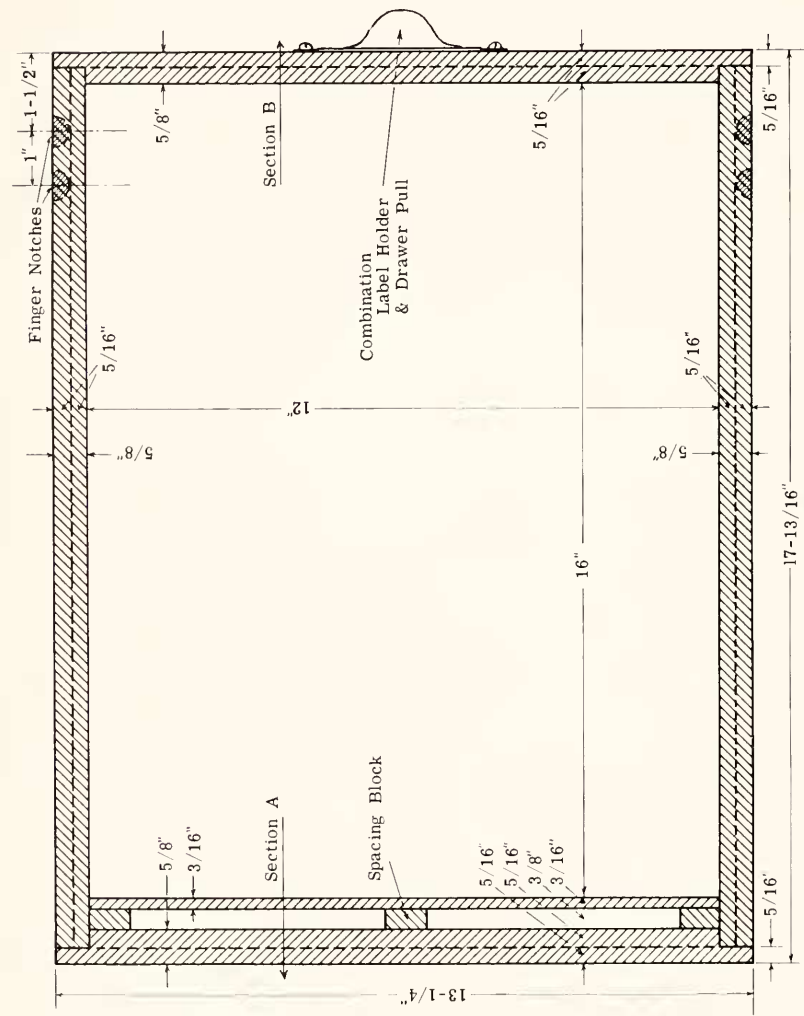 Finger Notches
1"
1-1/2"
5/16"
5/8"
5/8"
Section B
Combination
Label Holder
& Drawer Pull
5/16"
5/16"
12"
5/16"
5/8"
16"
17-13/16"
Section A
5/8"
3/16"
Spacing Block
5/16"
5/16"
3/8"
3/16"
5/16"
13-1/4"